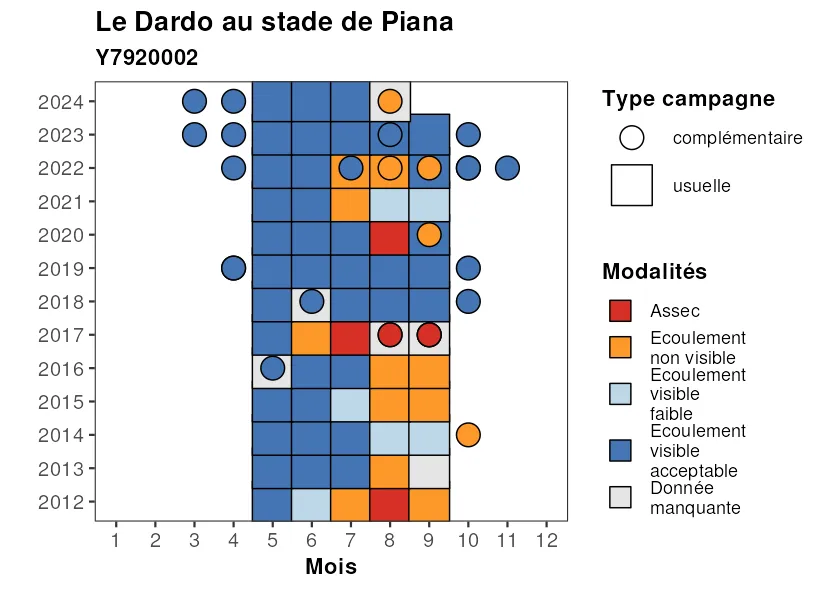 Le Dardo au stade de Piana
Y7920002
2024
2023
2022
2021
2020
2019
2018
2017
2016
2015
2014
2013
2012
1 2 3 4 5 6 7 8 9 10 11 12
Mois
Type campagne
complémentaire
usuelle
Modalités
Assec
Ecoulement
non visible
Ecoulement
visible
faible
Ecoulement
visible
acceptable
Donnée
manquante